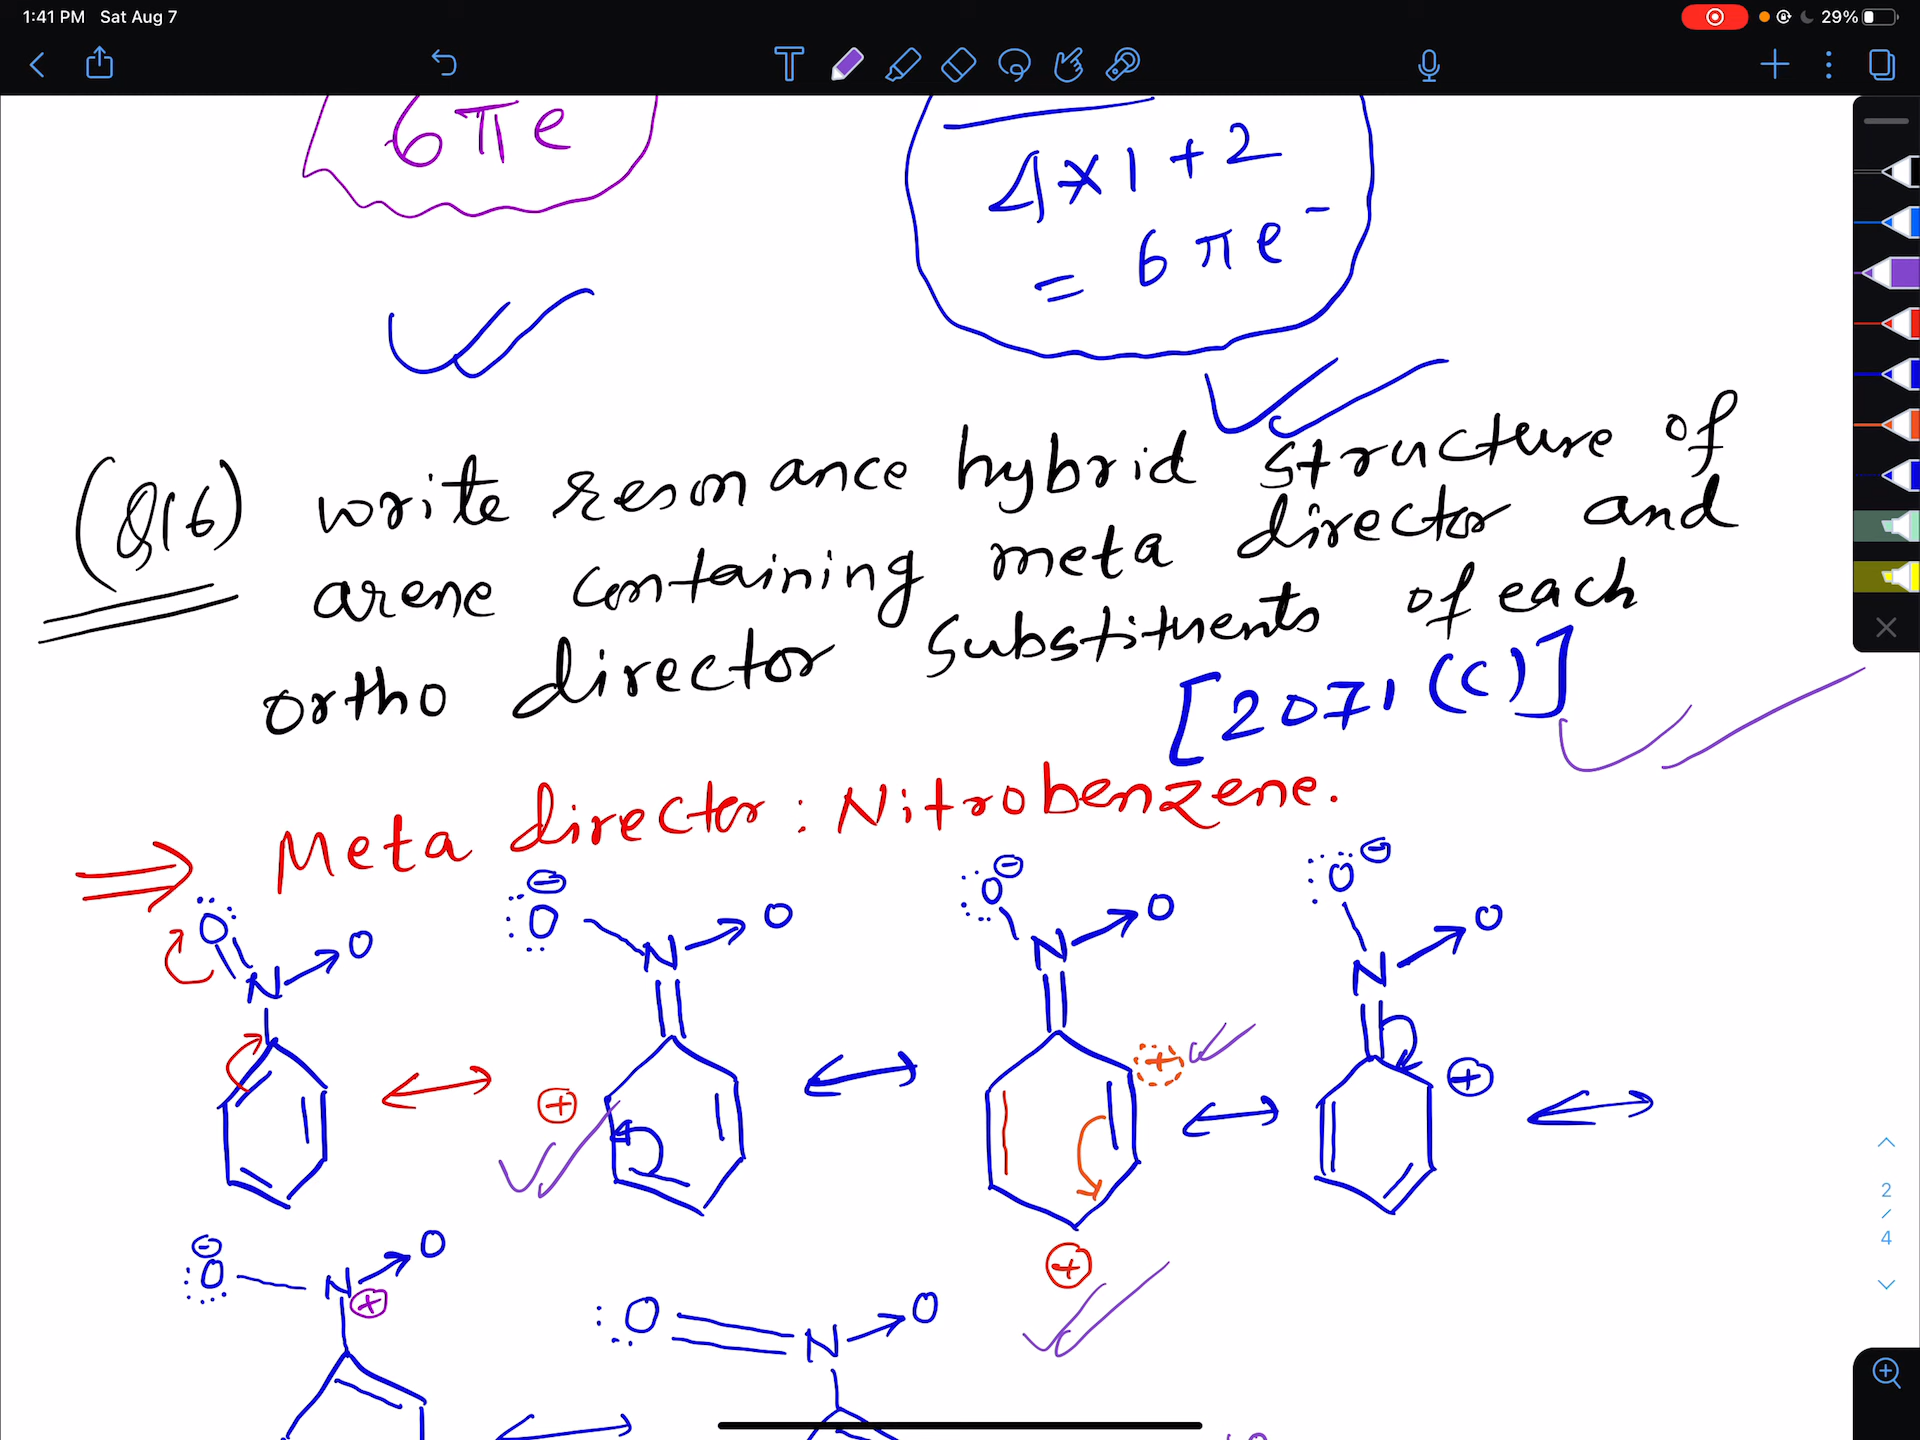 1:41 PM Sat Aug 7
29%
6πe
4×1+2
= 6πe⁻
(Q16) write resonance hybrid structure of
arene containing meta director and
ortho director substituents of each
[2071(C)]
⇒ Meta director : Nitrobenzene.
⊖ ⊖ ⊖
O O O O
O N O N O N O N
⊕ ⊕ ⊕
⊖
O N O
⊕
⊕
O N O
2
/
4